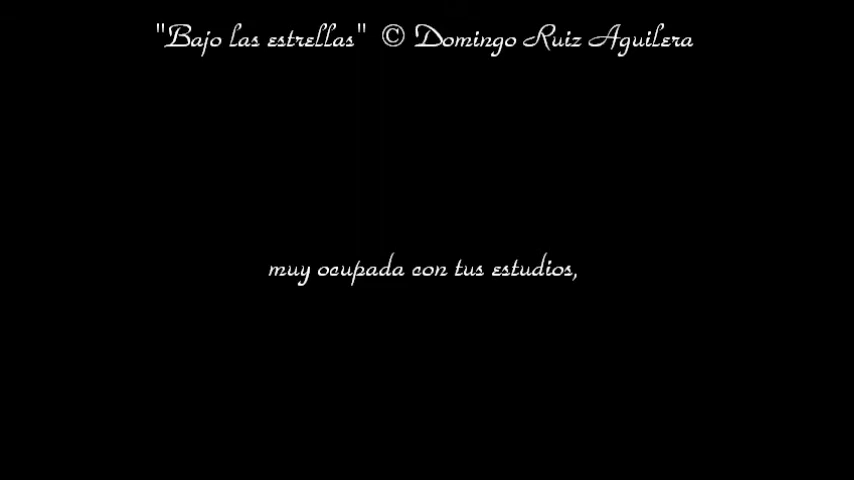 "Bajo las estrellas" © Domingo Ruiz Aguilera
muy ocupada con tus estudios,